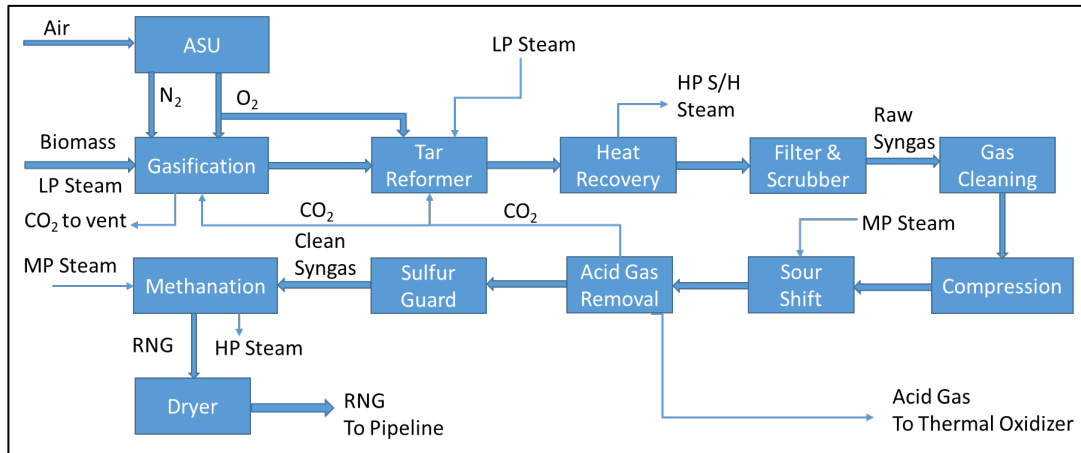 Air
ASU
LP Steam
N₂
O₂
HP S/H
Steam
Raw
Syngas
Biomass
LP Steam
Gasification
Tar
Reformer
Heat
Recovery
Filter &
Scrubber
Gas
Cleaning
CO₂ to vent
CO₂
CO₂
MP Steam
Clean
Syngas
MP Steam
Methanation
Sulfur
Guard
Acid Gas
Removal
Sour
Shift
Compression
RNG
HP Steam
Dryer
RNG
To Pipeline
Acid Gas
To Thermal Oxidizer